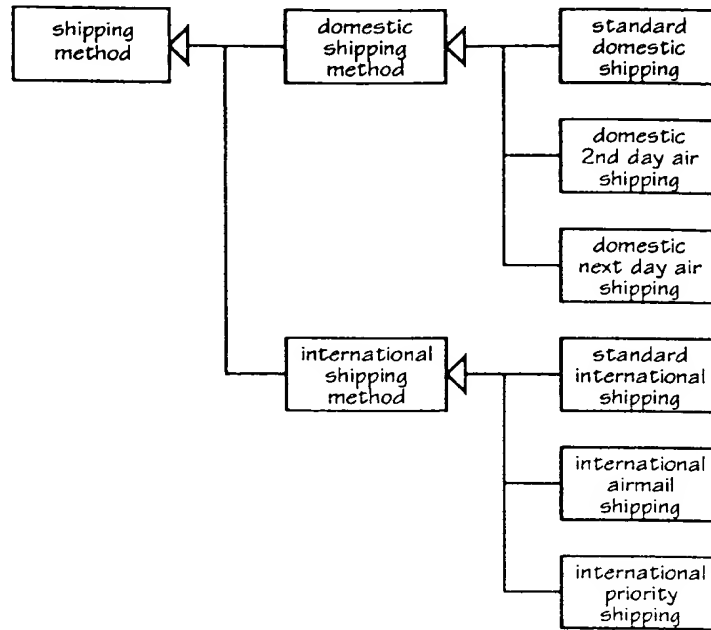 shipping
method
domestic
shipping
method
standard
domestic
shipping
domestic
2nd day air
shipping
domestic
next day air
shipping
international
shipping
method
standard
international
shipping
international
airmail
shipping
international
priority
shipping